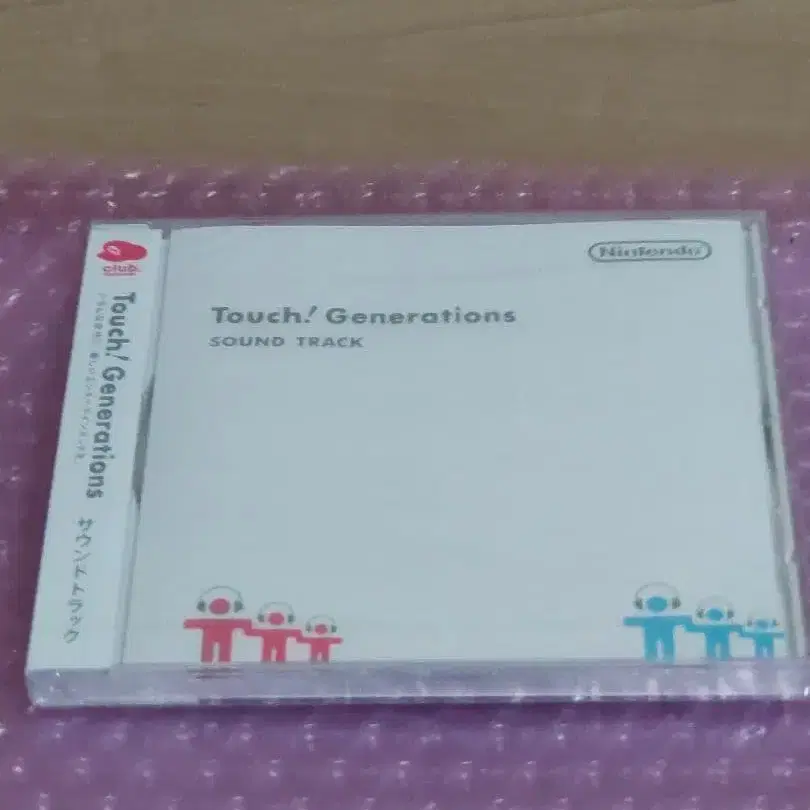 Nintendo
Touch! Generations
SOUND TRACK
club
Touch! Generations
サウンドトラック